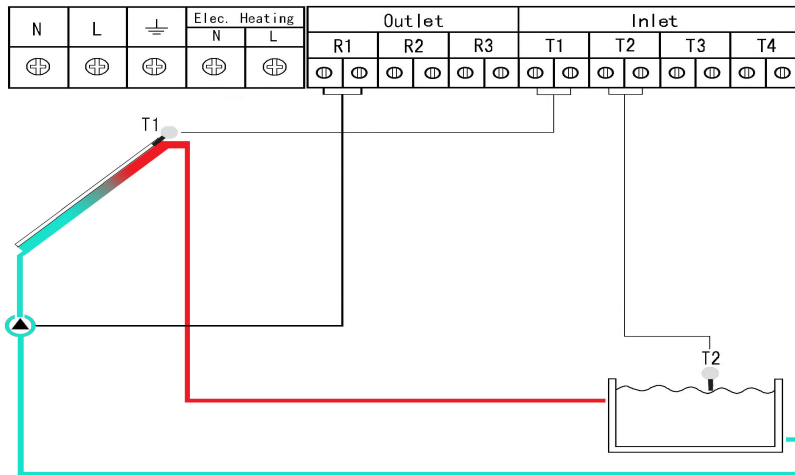 N L Elec. Heating Outlet Inlet
N L R1 R2 R3 T1 T2 T3 T4
T1
T2